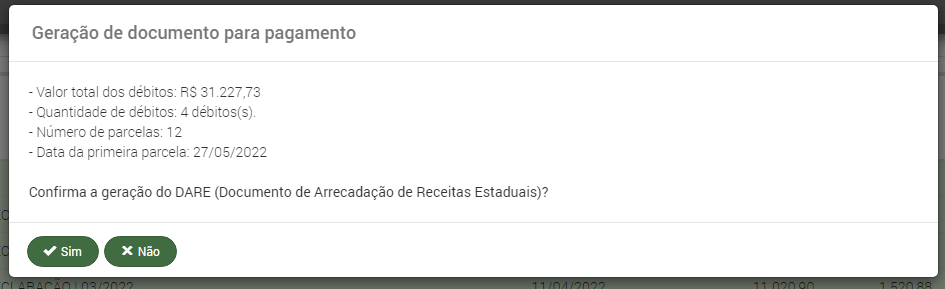 Geração de documento para pagamento
- Valor total dos débitos: R$ 31.227,73
- Quantidade de débitos: 4 débitos(s).
- Número de parcelas: 12
- Data da primeira parcela: 27/05/2022
Confirma a geração do DARE (Documento de Arrecadação de Receitas Estaduais)?
Sim Não
03/2022 11/04/2022 11.020,90 1.520,88